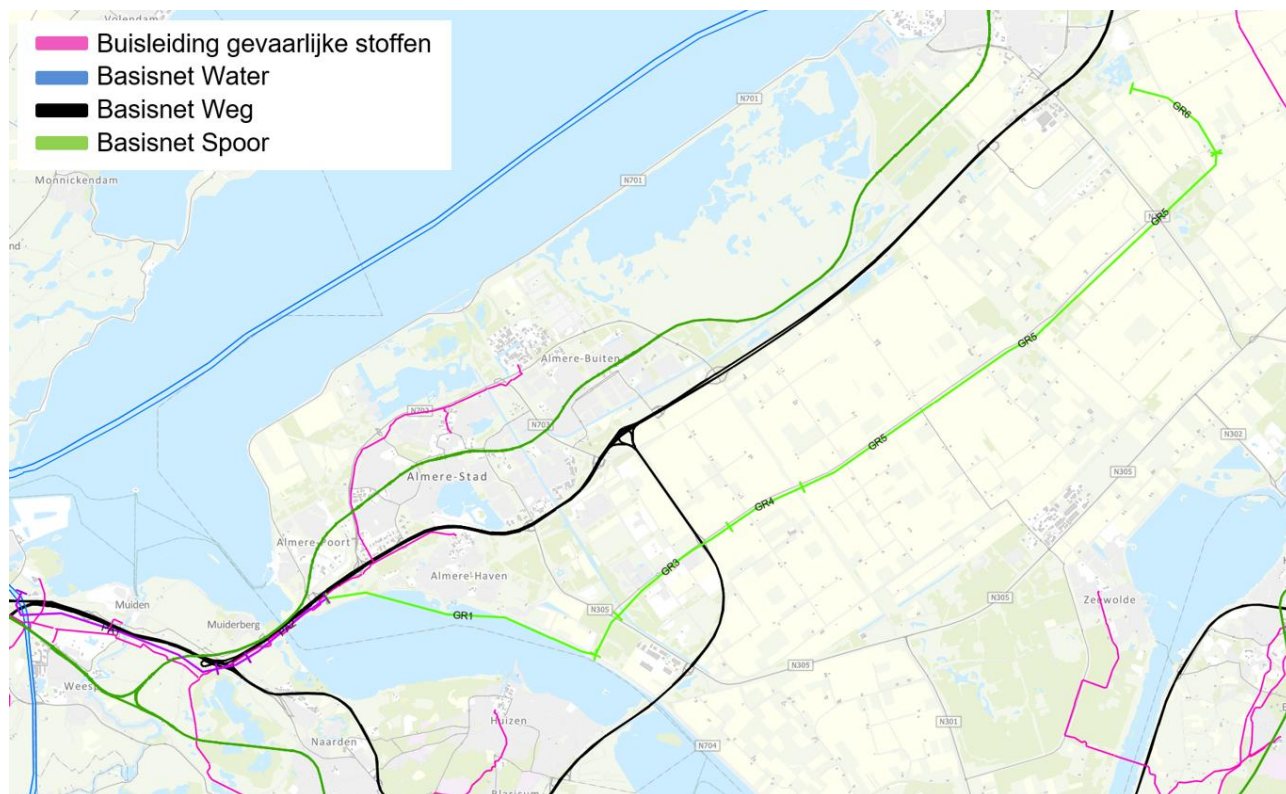 Volendam
Buisleiding gevaarlijke stoffen
Basisnet Water
Basisnet Weg
Basisnet Spoor
N701
GR6
Monnickendam
N701
GR5
GR5
Almere-Buiten
N702
N703
GR5
N302
Almere-Stad
N305
GR4
Almere-Poort
GR3
Almere-Haven
Muiden
GR1
N305
N305
Zeewolde
Muiderberg
N305
Weesp
Huizen
N301
Naarden
N704
Blaricum